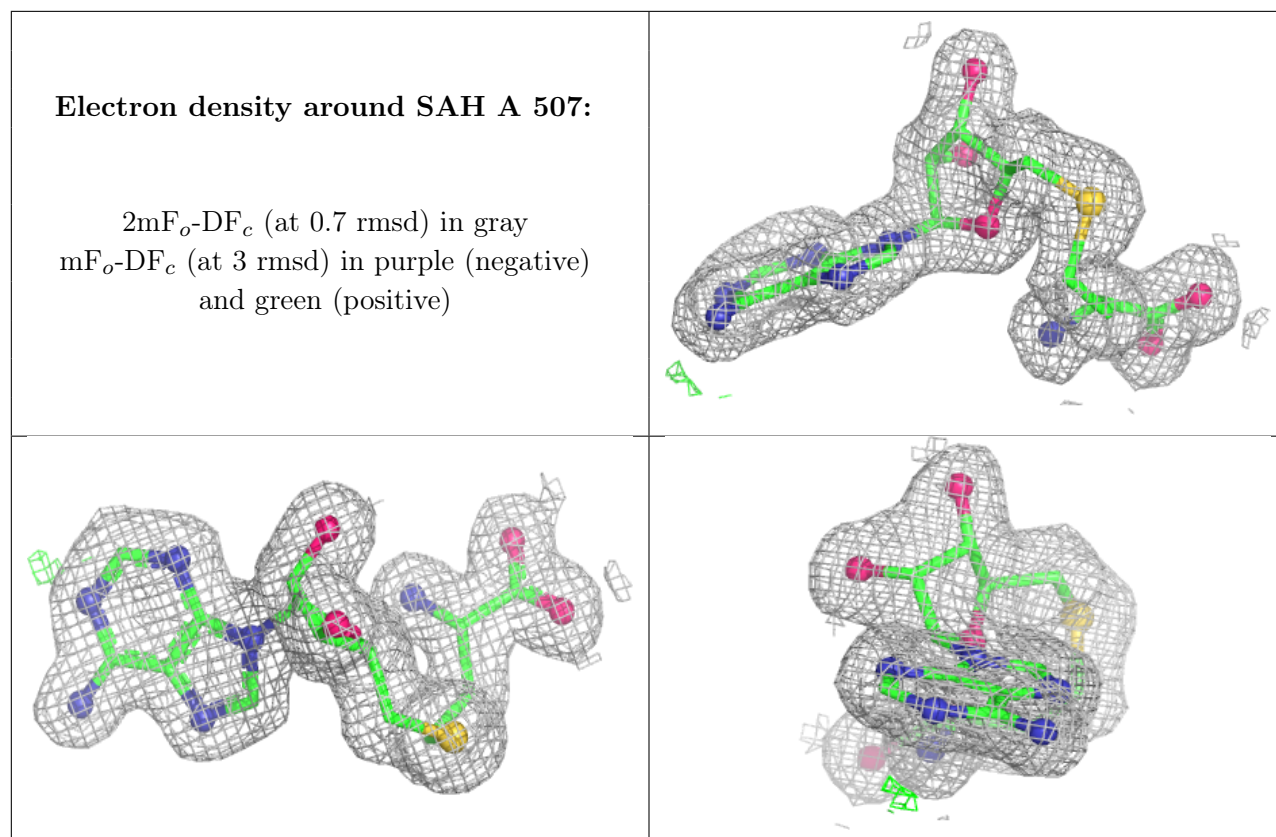 Electron density around SAH A 507:
2mFo-DFc (at 0.7 rmsd) in gray
mFo-DFc (at 3 rmsd) in purple (negative)
and green (positive)